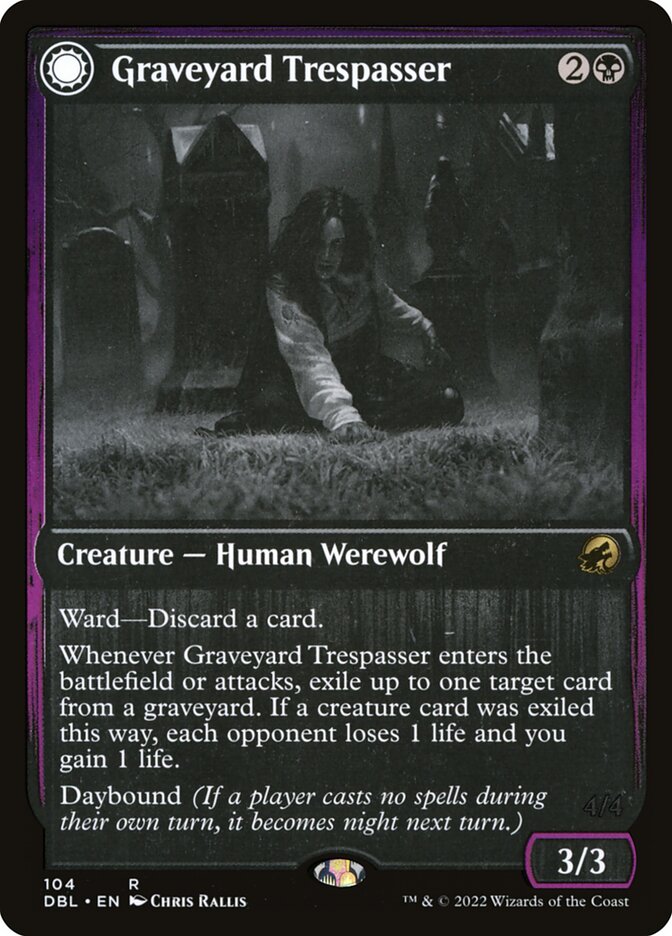 Graveyard Trespasser 2
Creature — Human Werewolf
Ward—Discard a card.
Whenever Graveyard Trespasser enters the
battlefield or attacks, exile up to one target card
from a graveyard. If a creature card was exiled
this way, each opponent loses 1 life and you
gain 1 life.
Daybound (If a player casts no spells during
their own turn, it becomes night next turn.)
4/4
3/3
104 R
DBL • EN Chris Rallis
™ & © 2022 Wizards of the Coast